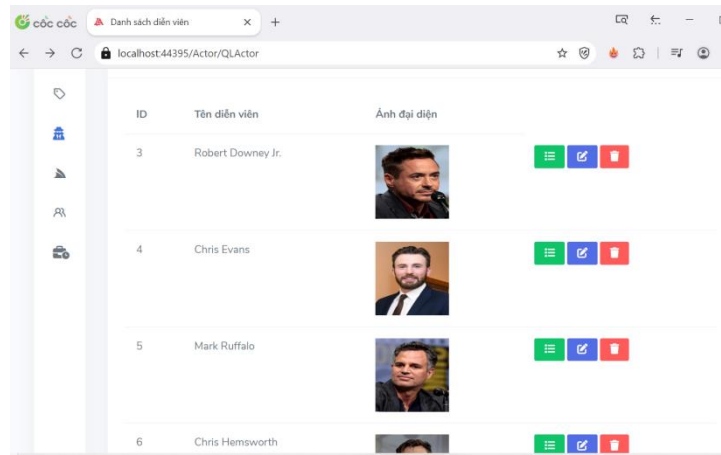 cốc cốc
Danh sách diễn viên
localhost:44395/Actor/QLActor
ID Tên diễn viên Ảnh đại diện
3 Robert Downey Jr.
4 Chris Evans
5 Mark Ruffalo
6 Chris Hemsworth